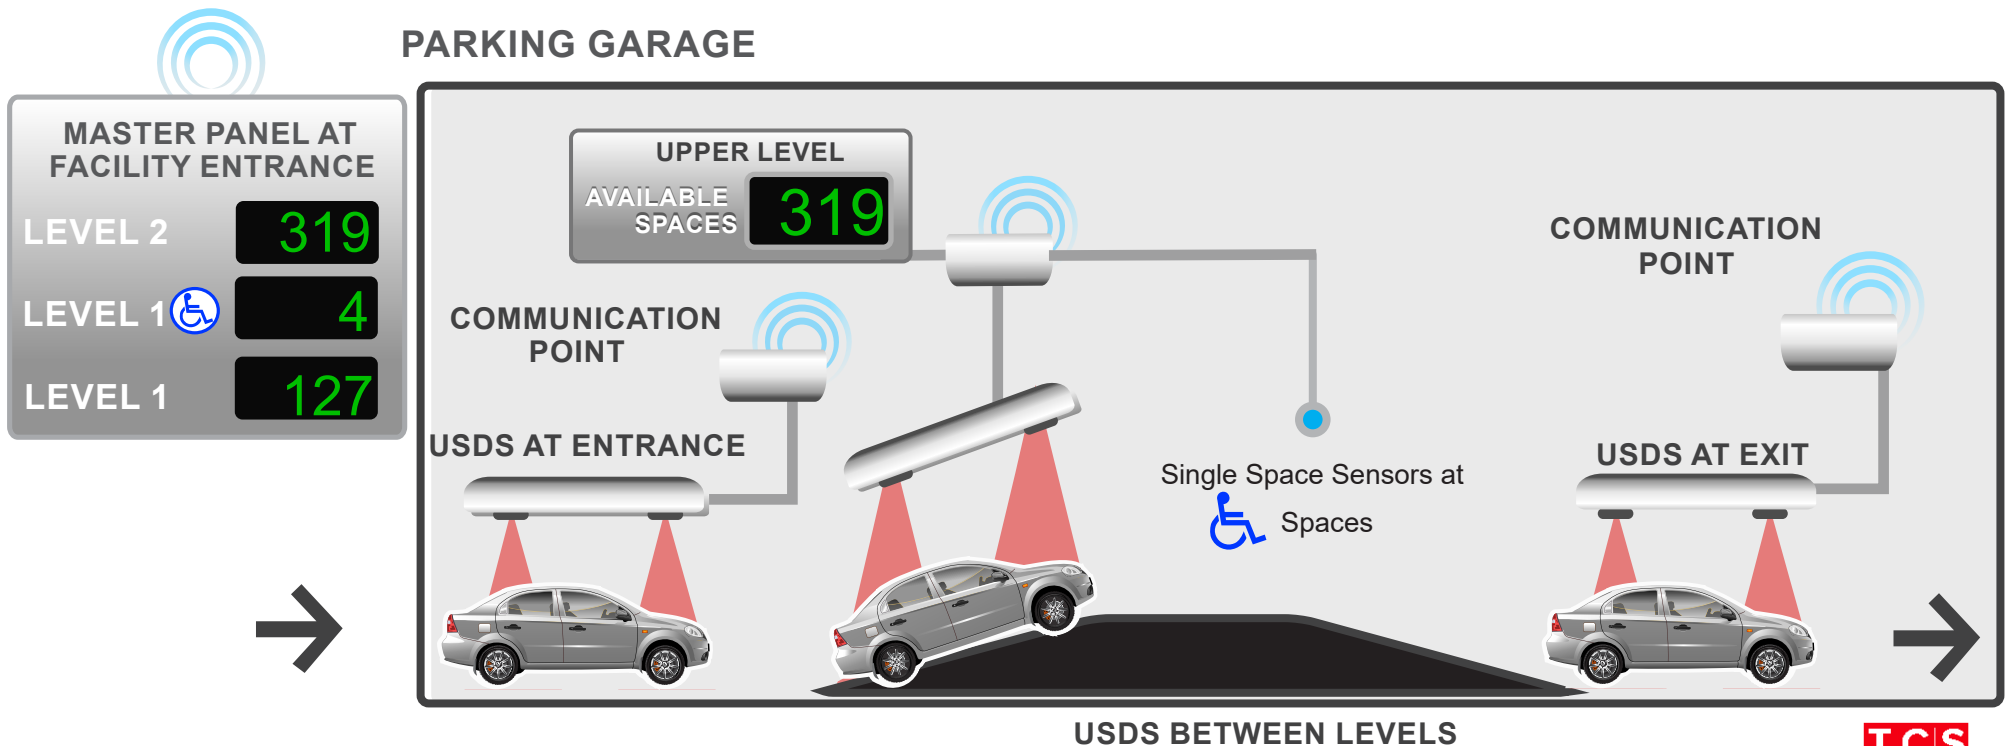 PARKING GARAGE
MASTER PANEL AT
FACILITY ENTRANCE
LEVEL 2 319
LEVEL 1 4
LEVEL 1 127
UPPER LEVEL
AVAILABLE
SPACES
319
COMMUNICATION
POINT
COMMUNICATION
POINT
USDS AT ENTRANCE
Single Space Sensors at
Spaces
USDS AT EXIT
USDS BETWEEN LEVELS
TCS